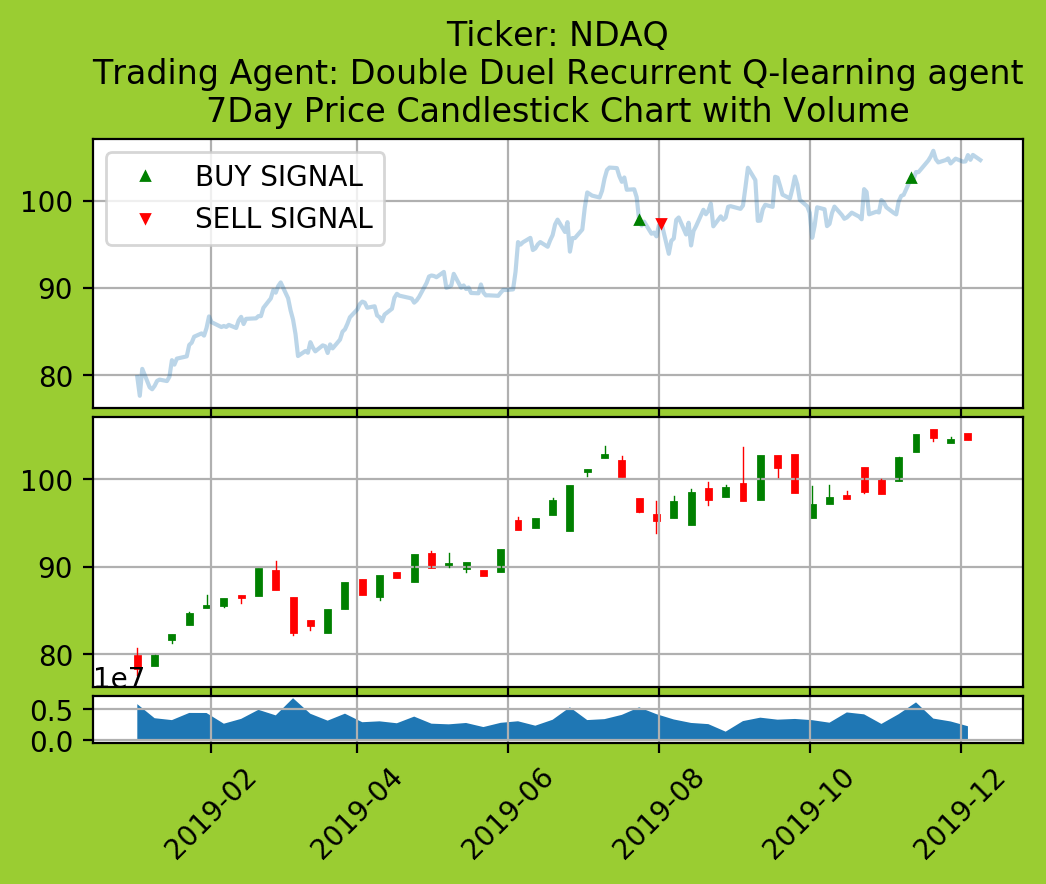 Ticker: NDAQ
Trading Agent: Double Duel Recurrent Q-learning agent
7Day Price Candlestick Chart with Volume
BUY SIGNAL
SELL SIGNAL
100
90
80
100
90
80
1e7
0.5
0.0
2019-02
2019-04
2019-06
2019-08
2019-10
2019-12